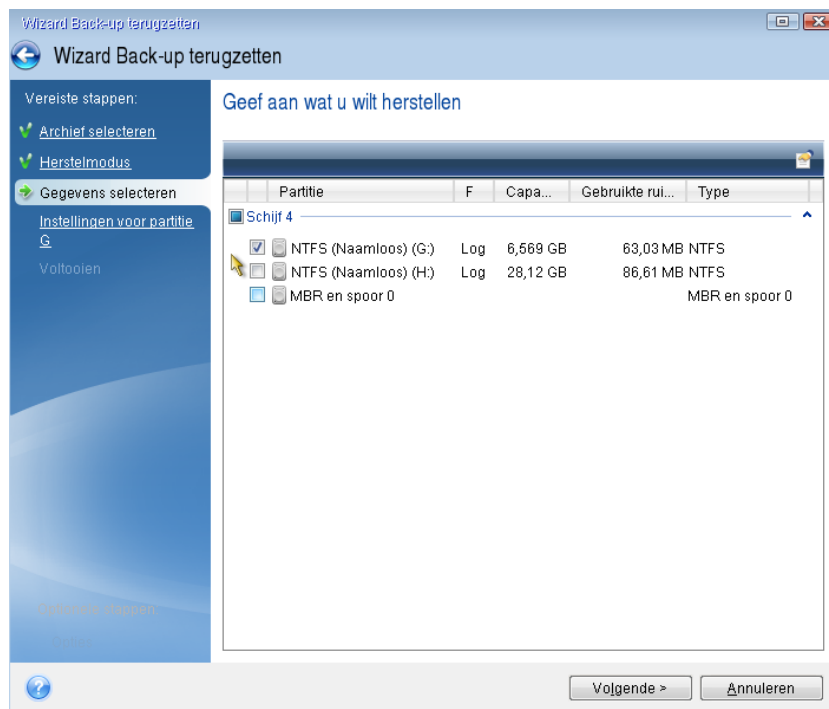 Wizard Back-up terugzetten
Wizard Back-up terugzetten
Vereiste stappen:
Archief selecteren
Herstelmodus
Gegevens selecteren
Instellingen voor partitie
G
Voltooien
Geef aan wat u wilt herstellen
Partitie F Capa... Gebruikte rui... Type
Schijf 4
NTFS (Naamloos) (G:) Log 6,569 GB 63,03 MB NTFS
NTFS (Naamloos) (H:) Log 28,12 GB 86,61 MB NTFS
MBR en spoor 0 MBR en spoor 0
stappen:
Volgende >
Annuleren